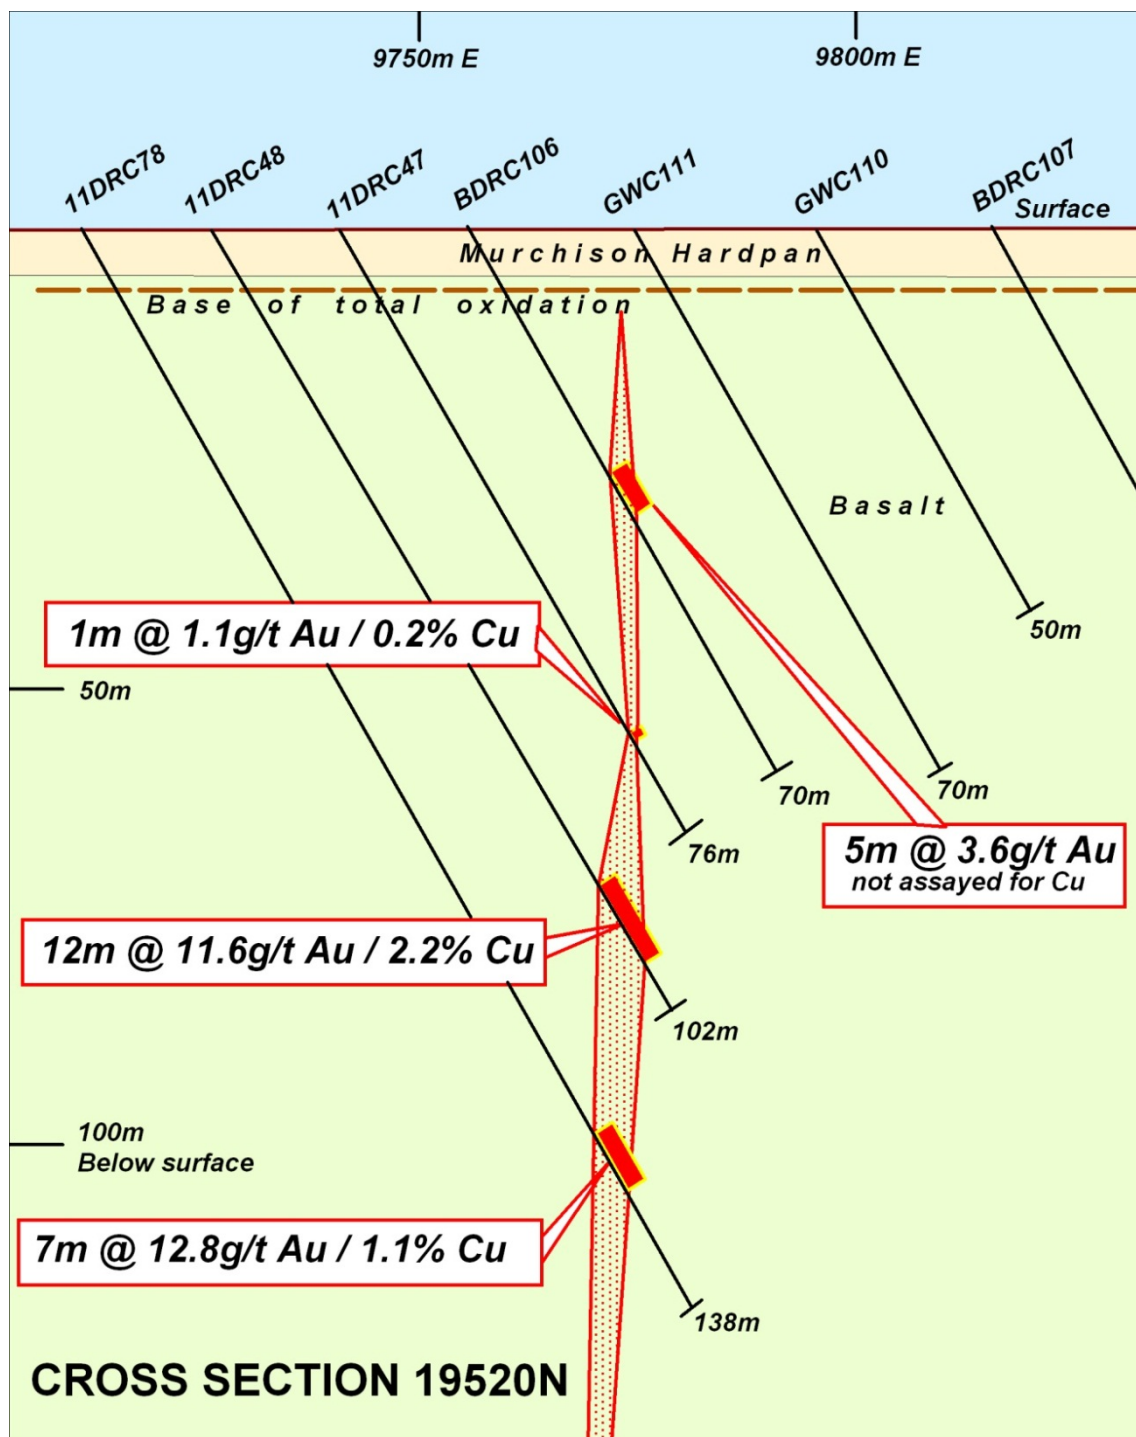 9750m E
9800m E
11DRC78
11DRC48
11DRC47
BDRC106
GWC111
GWC110
BDRC107
Surface
Murchison Hardpan
Base of total oxidation
Basalt
1m @ 1.1g/t Au / 0.2% Cu
50m
50m
70m
70m
76m
5m @ 3.6g/t Au
not assayed for Cu
12m @ 11.6g/t Au / 2.2% Cu
102m
100m
Below surface
7m @ 12.8g/t Au / 1.1% Cu
138m
CROSS SECTION 19520N